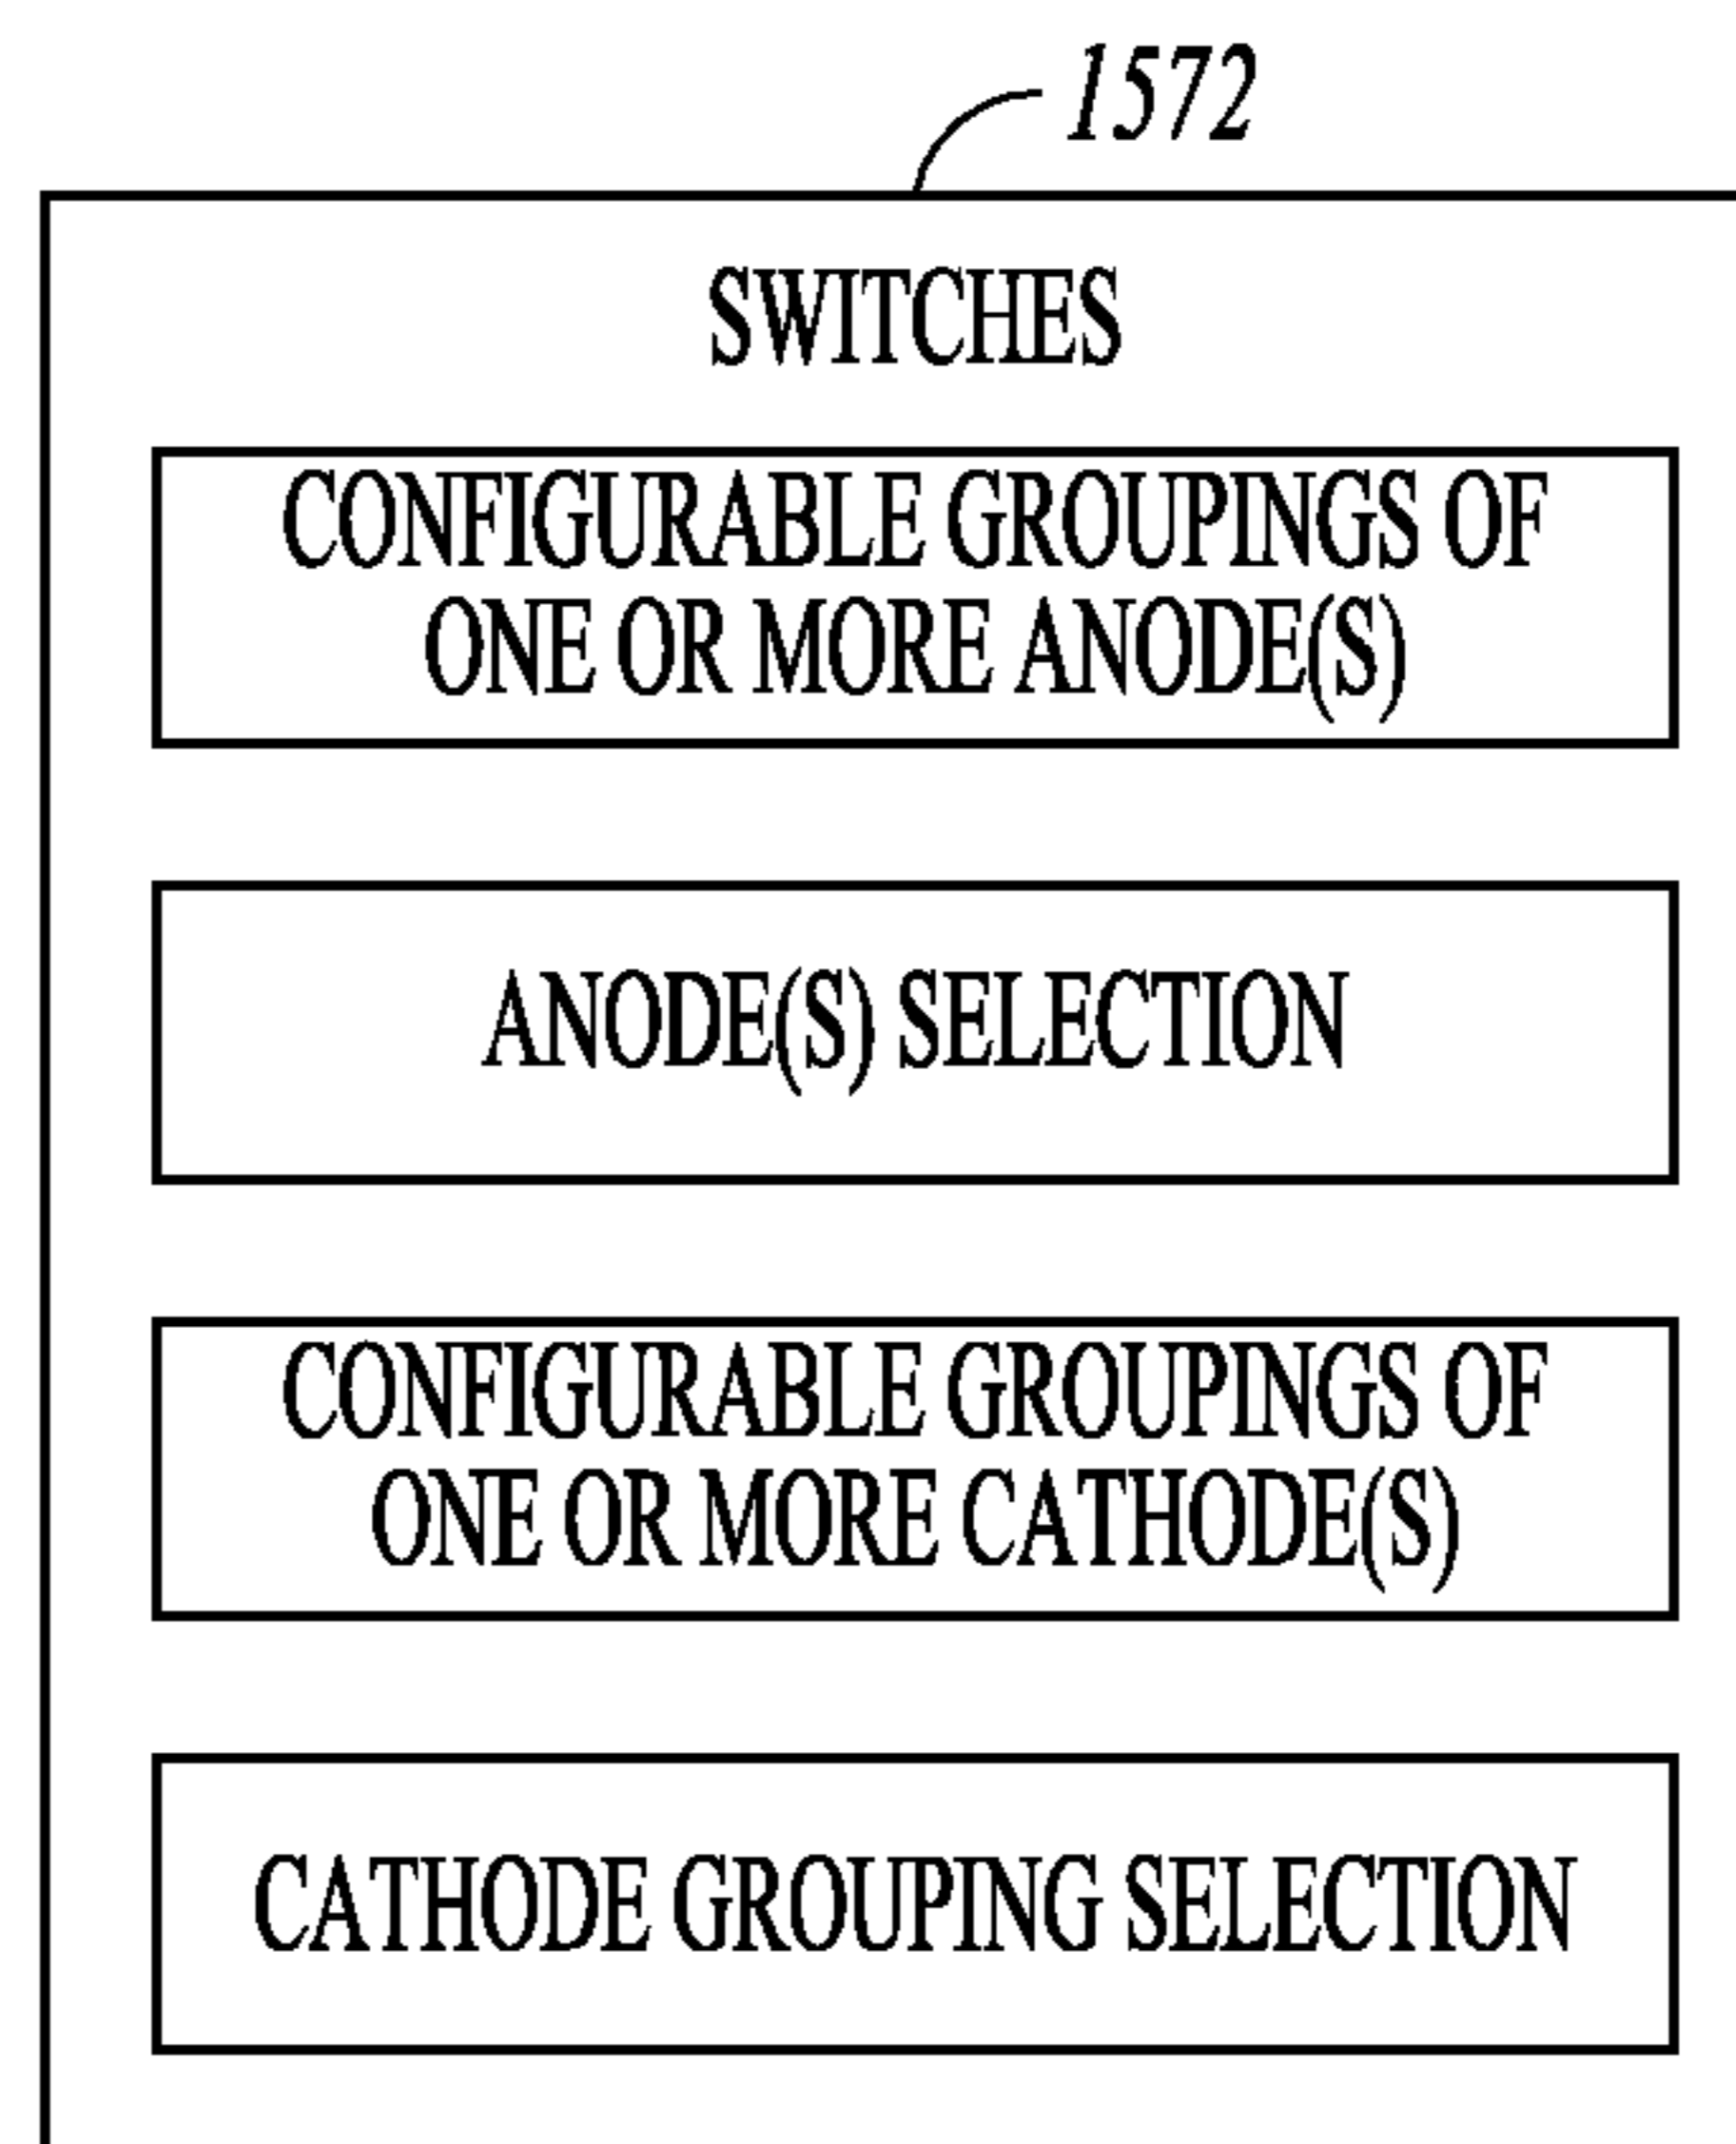 1572
SWITCHES
CONFIGURABLE GROUPINGS OF
ONE OR MORE ANODE(S)
ANODE(S) SELECTION
CONFIGURABLE GROUPINGS OF
ONE OR MORE CATHODE(S)
CATHODE GROUPING SELECTION